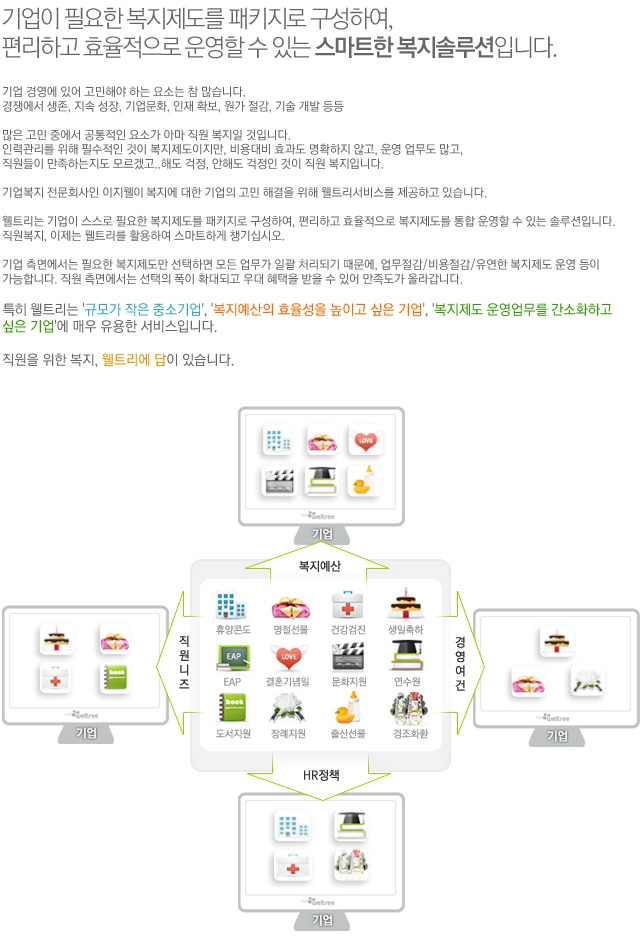 기업이 필요한 복지제도를 패키지로 구성하여,
편리하고 효율적으로 운영할 수 있는 스마트한 복지솔루션입니다.
기업 경영에 있어 고민해야 하는 요소는 참 많습니다.
경쟁에서 생존, 지속 성장, 기업문화, 인재 확보, 원가 절감, 기술 개발 등등
많은 고민 중에서 공통적인 요소가 아마 직원 복지일 것입니다.
인력관리를 위해 필수적인 것이 복지제도이지만, 비용대비 효과도 명확하지 않고, 운영 업무도 많고,
직원들이 만족하는지도 모르겠고..해도 걱정, 안해도 걱정인 것이 직원 복지입니다.
기업복지 전문회사인 이지웰이 복지에 대한 기업의 고민 해결을 위해 웰트리서비스를 제공하고 있습니다.
웰트리는 기업이 스스로 필요한 복지제도를 패키지로 구성하여, 편리하고 효율적으로 복지제도를 통합 운영할 수 있는 솔루션입니다.
직원복지, 이제는 웰트리를 활용하여 스마트하게 챙기십시오.
기업 측면에서는 필요한 복지제도만 선택하면 모든 업무가 일괄 처리되기 때문에, 업무절감/비용절감/유연한 복지제도 운영 등이
가능합니다. 직원 측면에서는 선택의 폭이 확대되고 우대 혜택을 받을 수 있어 만족도가 올라갑니다.
특히 웰트리는 '규모가 작은 중소기업', '복지예산의 효율성을 높이고 싶은 기업', '복지제도 운영업무를 간소화하고
싶은 기업'에 매우 유용한 서비스입니다.
직원을 위한 복지, 웰트리에 답이 있습니다.
LOVE
weltree
기업
복지예산
휴양콘도 명절선물 건강검진 생일축하
EAP LOVE
EAP 결혼기념일 문화지원 연수원
book
도서지원 장례지원 출산선물 경조화환
직원니즈
경영여건
book
weltree
기업
weltree
기업
HR정책
weltree
기업